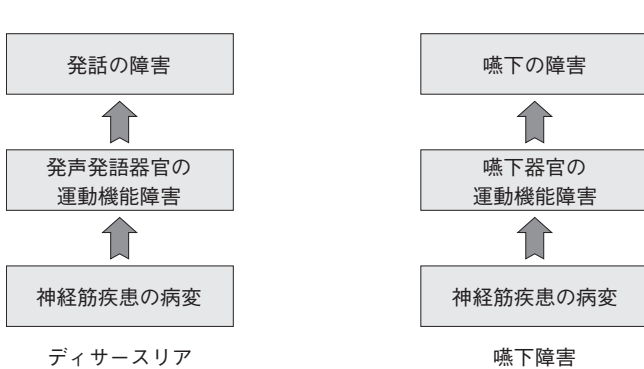 発話の障害
発声発語器官の
運動機能障害
神経筋疾患の病変
ディサースリア
嚥下の障害
嚥下器官の
運動機能障害
神経筋疾患の病変
嚥下障害